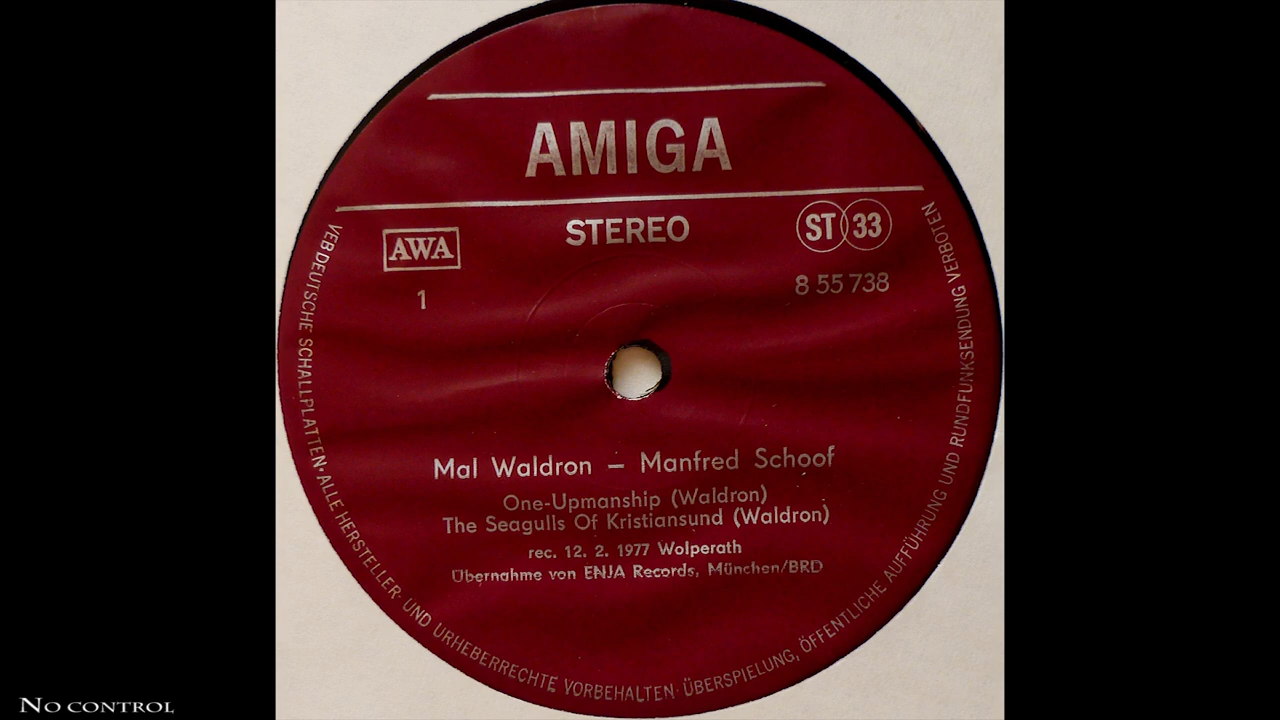 AMIGA
STEREO
AWA
ST 33
1
8 55 738
Mal Waldron – Manfred Schoof
One-Upmanship (Waldron)
The Seagulls Of Kristiansund (Waldron)
rec. 12. 2. 1977 Wolperath
Übernahme von ENJA Records, München/BRD
VEB DEUTSCHE SCHALLPLATTEN · ALLE HERSTELLER- UND URHEBERRECHTE VORBEHALTEN · ÜBERSPIELUNG, ÖFFENTLICHE AUFFÜHRUNG UND RUNDFUNKSENDUNG VERBOTEN
NO CONTROL